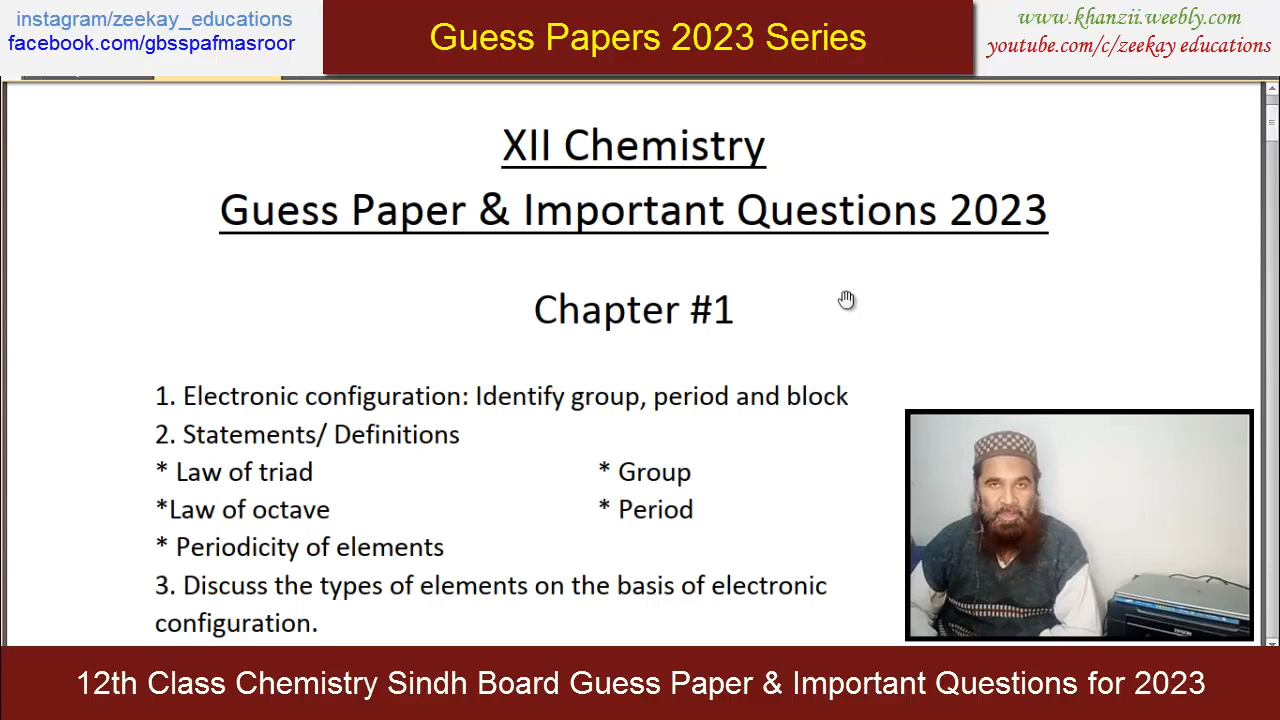 instagram/zeekay_educations
facebook.com/gbsspafmasroor
Guess Papers 2023 Series
www.khanzii.weebly.com
youtube.com/c/zeekay educations
XII Chemistry
Guess Paper & Important Questions 2023
Chapter #1
1. Electronic configuration: Identify group, period and block
2. Statements/ Definitions
* Law of triad * Group
*Law of octave * Period
* Periodicity of elements
3. Discuss the types of elements on the basis of electronic
configuration.
EPSON
12th Class Chemistry Sindh Board Guess Paper & Important Questions for 2023